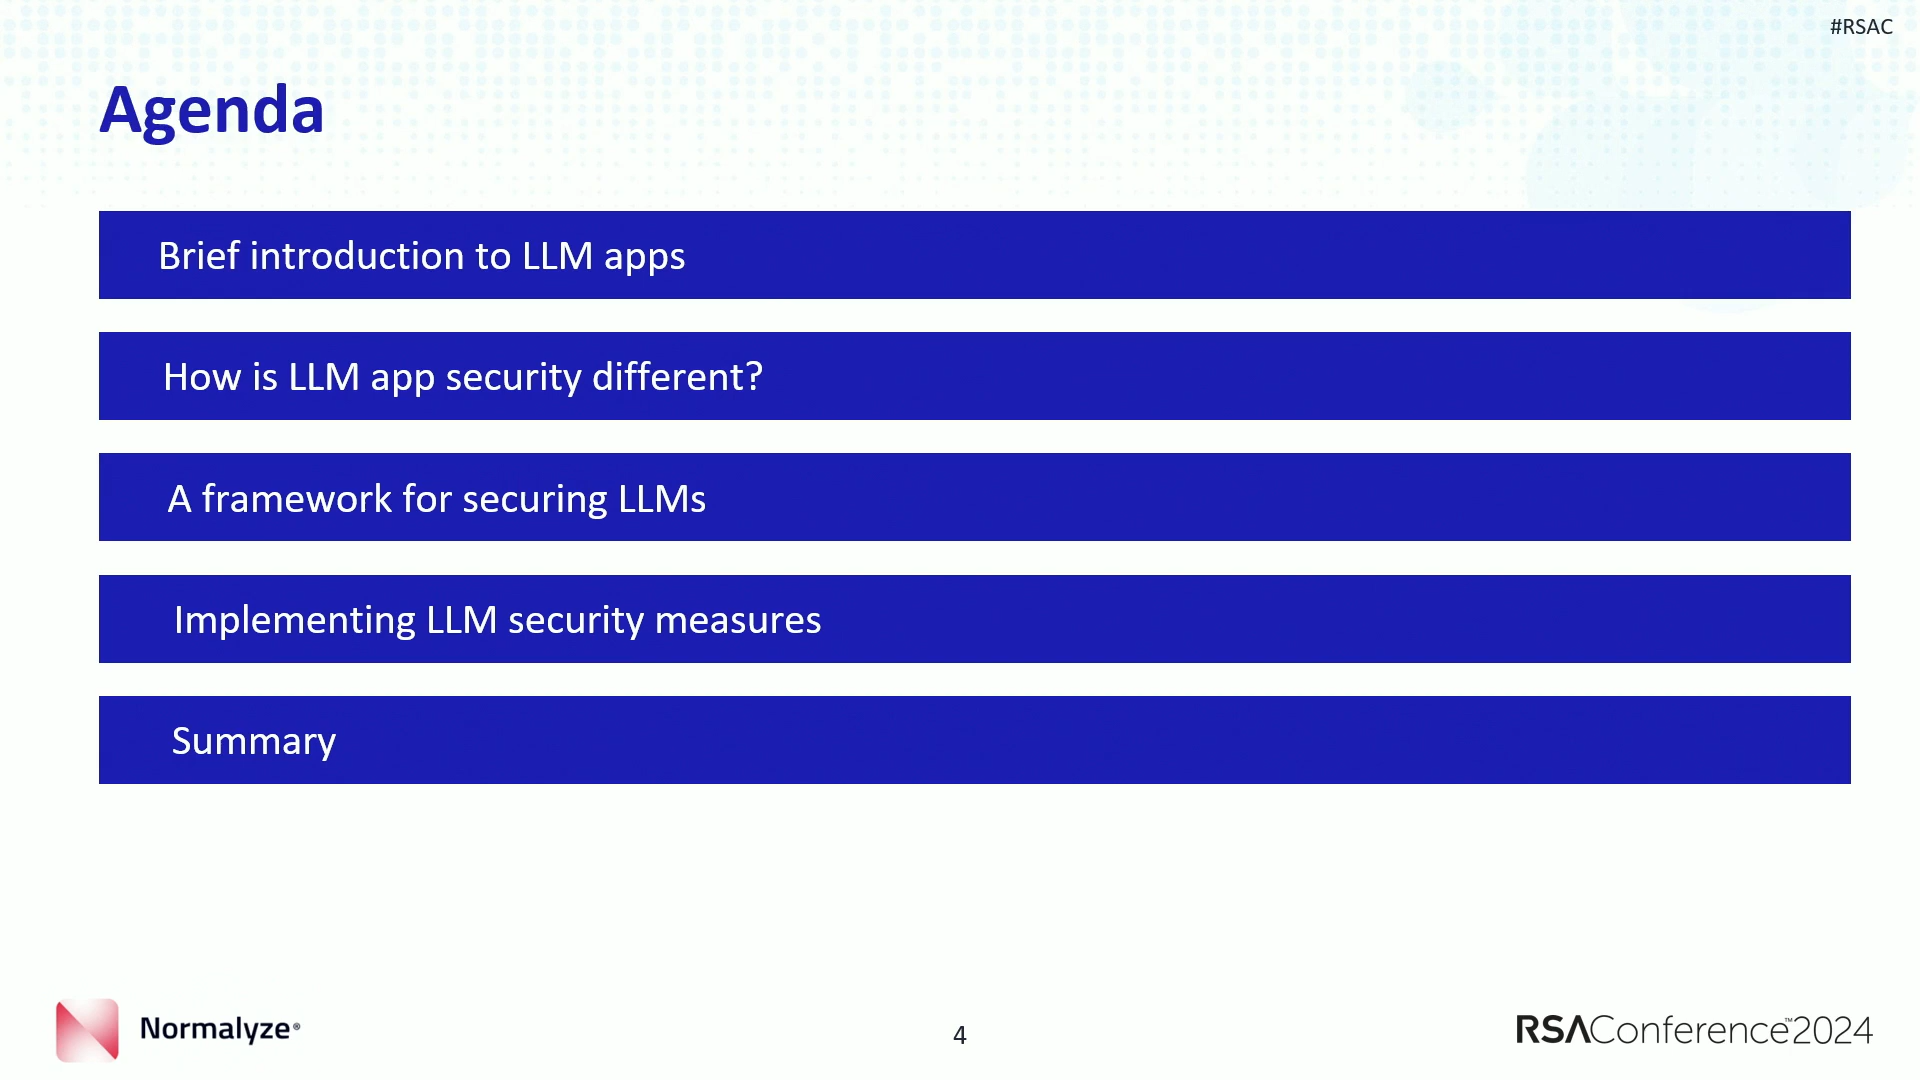 #RSAC
Agenda
Brief introduction to LLM apps
How is LLM app security different?
A framework for securing LLMs
Implementing LLM security measures
Summary
Normalyze®
4
RSAConference™2024